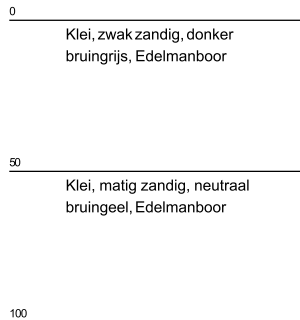 0
Klei, zwak zandig, donker
bruingrijs, Edelmanboor
50
Klei, matig zandig, neutraal
bruingeel, Edelmanboor
100